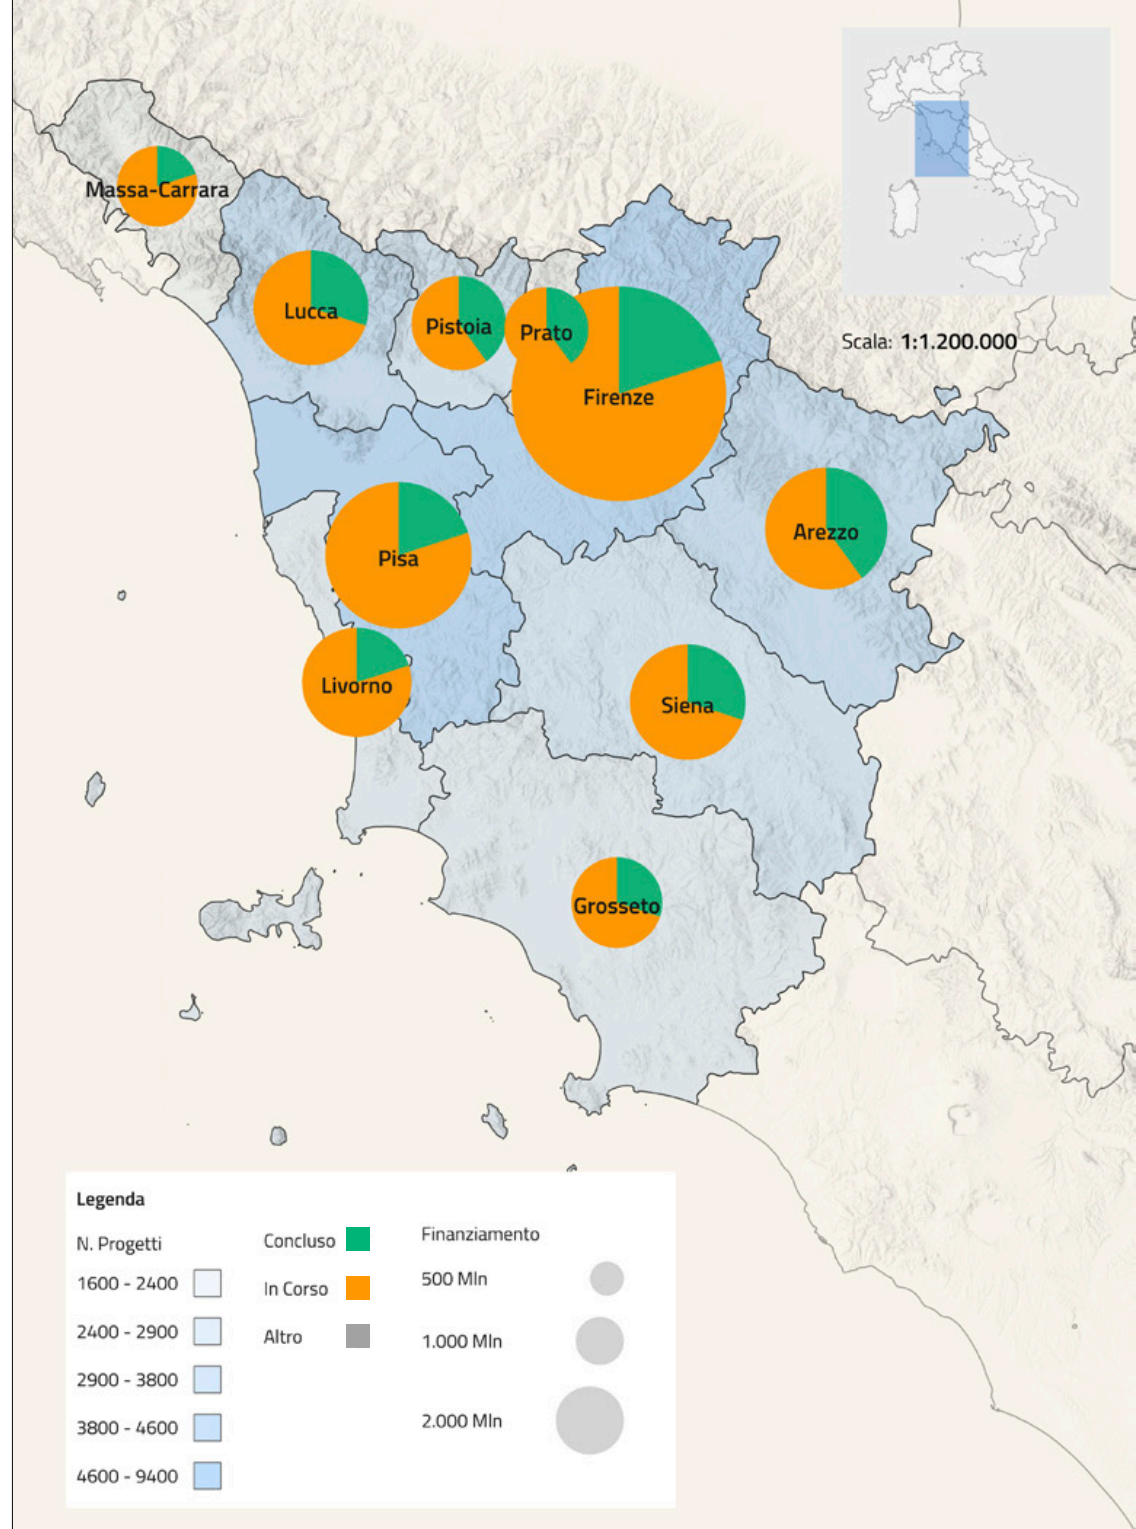 Massa-Carrara
Lucca
Pistoia
Prato
Firenze
Scala: 1:1.200.000
Arezzo
Pisa
Livorno
Siena
Grosseto
Legenda
N. Progetti
1600 - 2400
2400 - 2900
2900 - 3800
3800 - 4600
4600 - 9400
Concluso
In Corso
Altro
Finanziamento
500 Mln
1.000 Mln
2.000 Mln